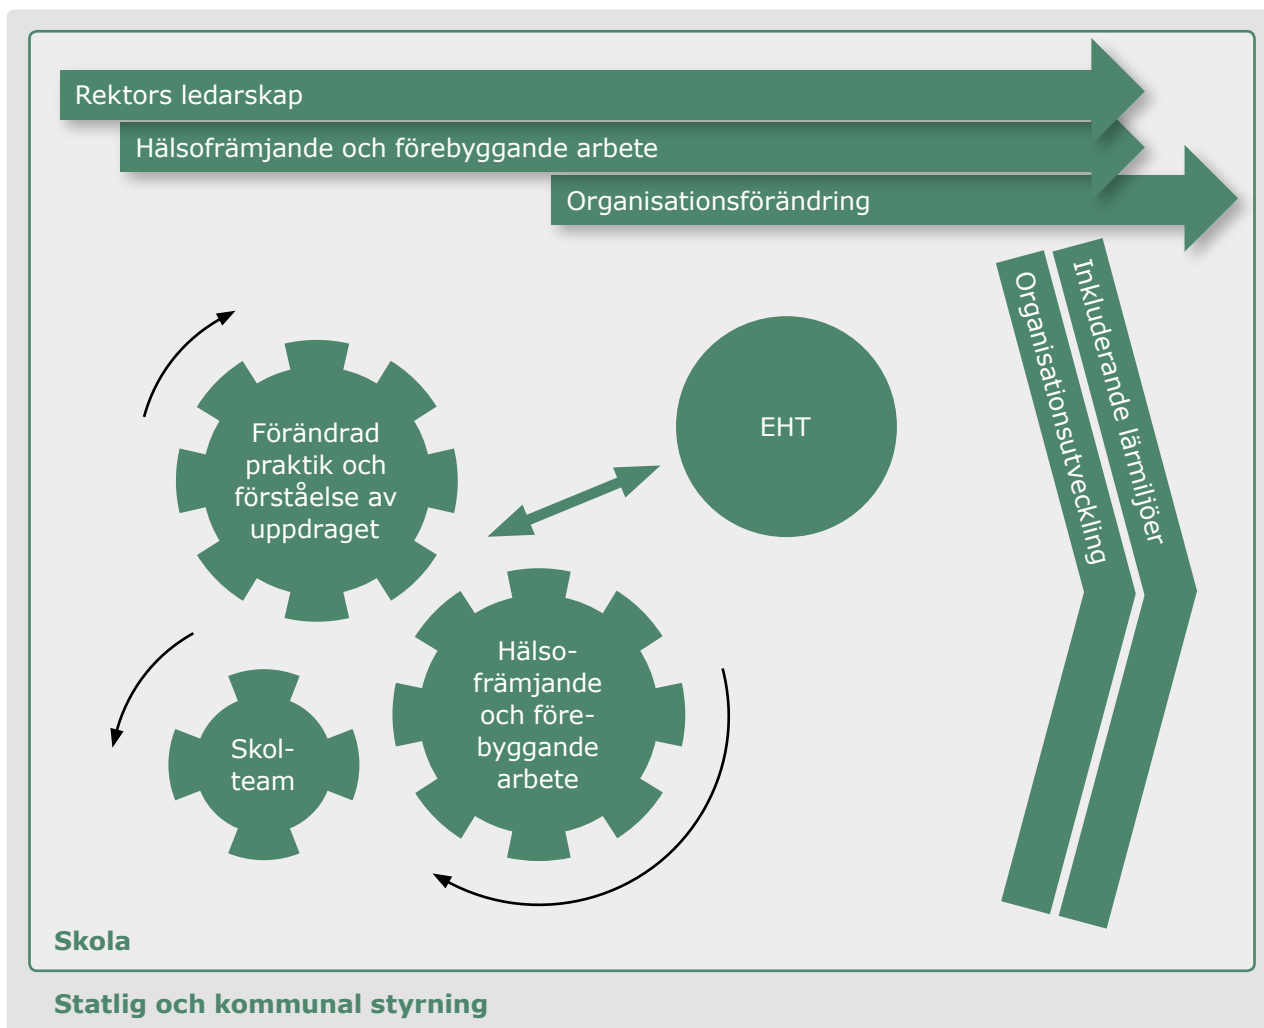 Rektors ledarskap
Hälsofrämjande och förebyggande arbete
Organisationsförändring
Organisationsutveckling
Inkluderande lärmiljöer
Förändrad
praktik och
förståelse av
uppdraget
EHT
Hälso-
främjande
och före-
byggande
arbete
Skol-
team
Skola
Statlig och kommunal styrning